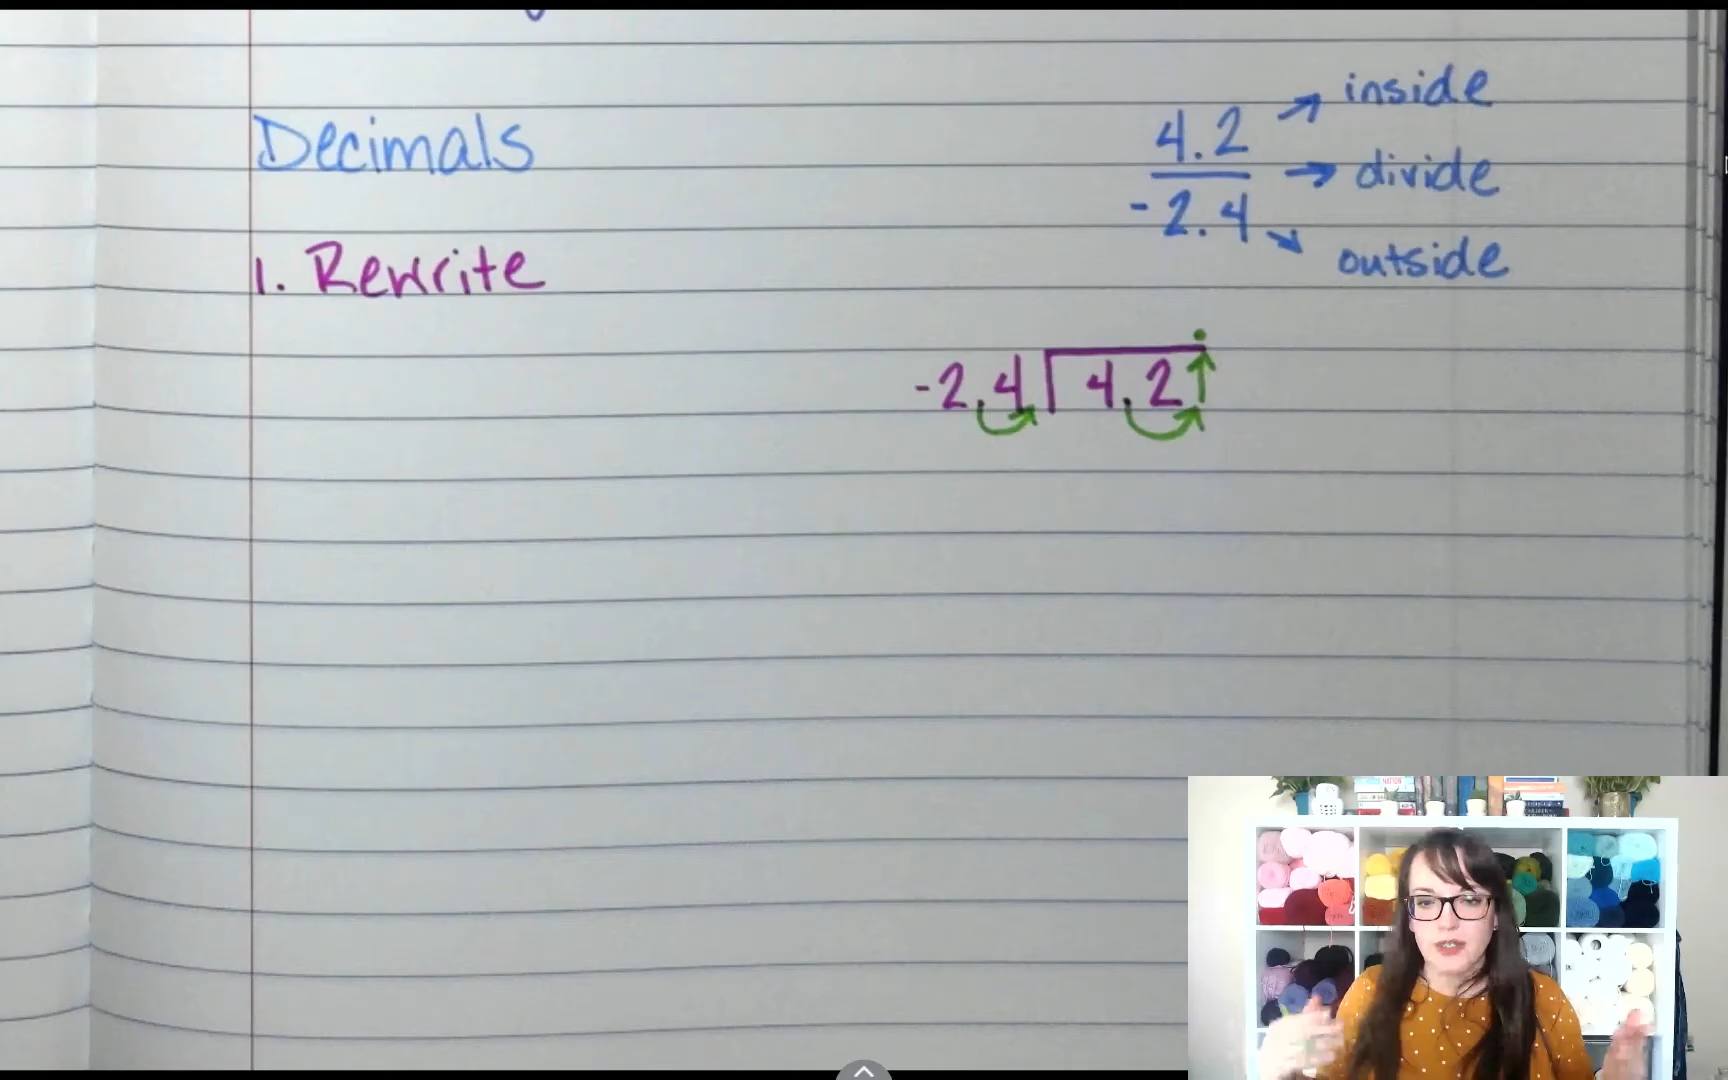 Decimals
1. Rewrite
4.2 → inside
→ divide
-2.4 → outside
-2.4 4.2